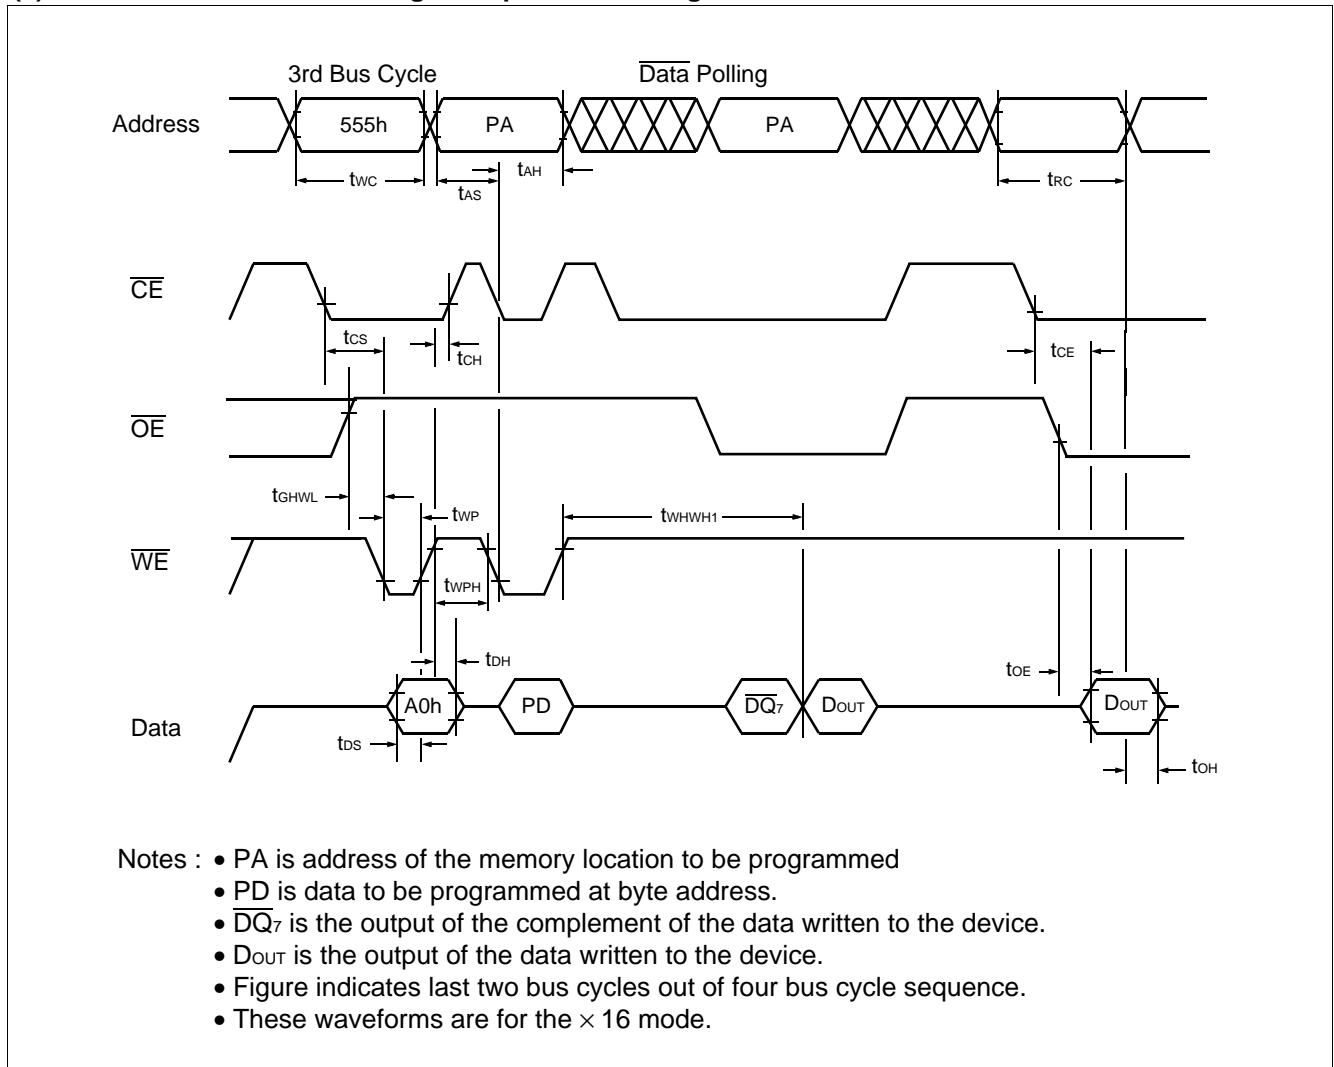 3rd Bus Cycle
Data Polling
Address
555h
PA
PA
tWC
tAS
tAH
tRC
CE
tCS
tCH
tCE
OE
tGHWL
tWP
tWHWH1
WE
tWPH
tDH
tOE
Data
A0h
PD
DQ7
DOUT
DOUT
tDS
tOH
Notes : • PA is address of the memory location to be programmed
• PD is data to be programmed at byte address.
• DQ7 is the output of the complement of the data written to the device.
• DOUT is the output of the data written to the device.
• Figure indicates last two bus cycles out of four bus cycle sequence.
• These waveforms are for the × 16 mode.